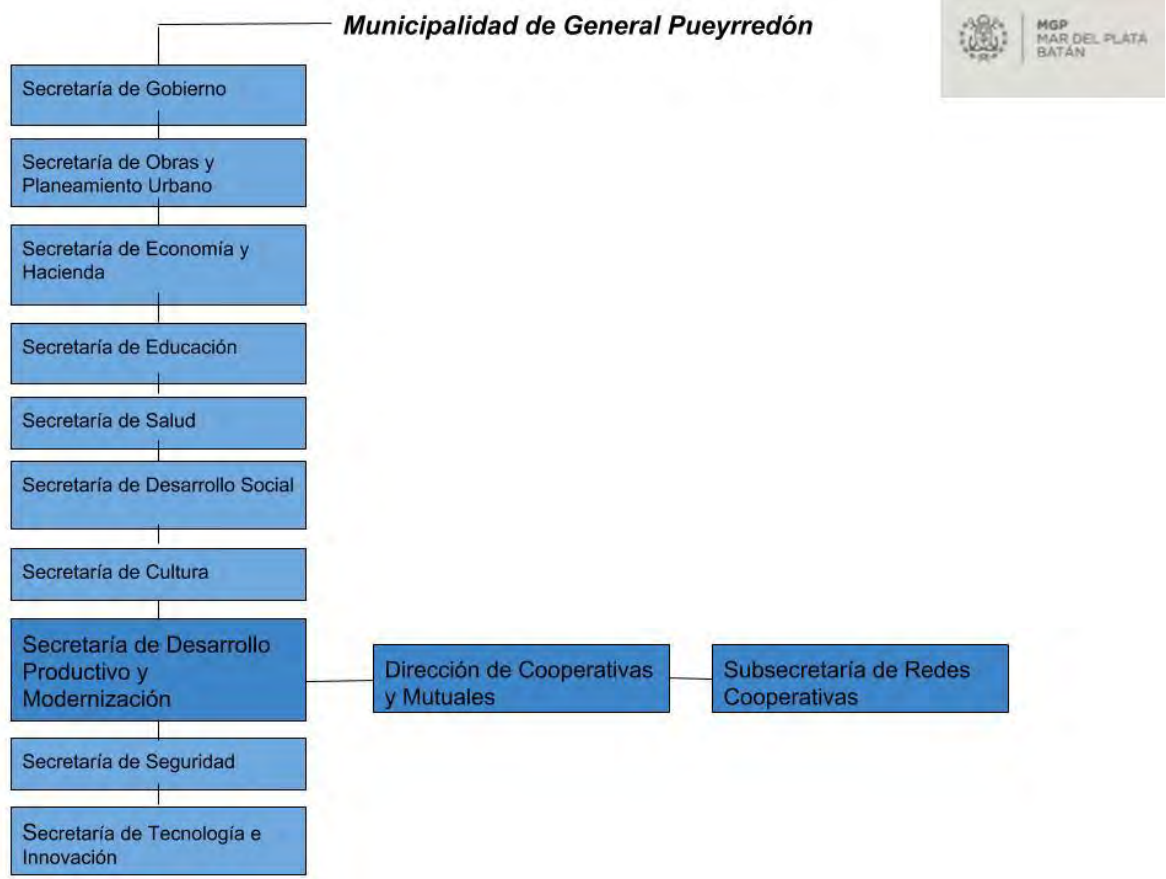 Municipalidad de General Pueyrredón
MGP
MAR DEL PLATA
BATÁN
Secretaría de Gobierno
Secretaría de Obras y
Planeamiento Urbano
Secretaría de Economía y
Hacienda
Secretaría de Educación
Secretaría de Salud
Secretaría de Desarrollo Social
Secretaría de Cultura
Secretaría de Desarrollo
Productivo y
Modernización
Dirección de Cooperativas
y Mutuales
Subsecretaría de Redes
Cooperativas
Secretaría de Seguridad
Secretaría de Tecnología e
Innovación